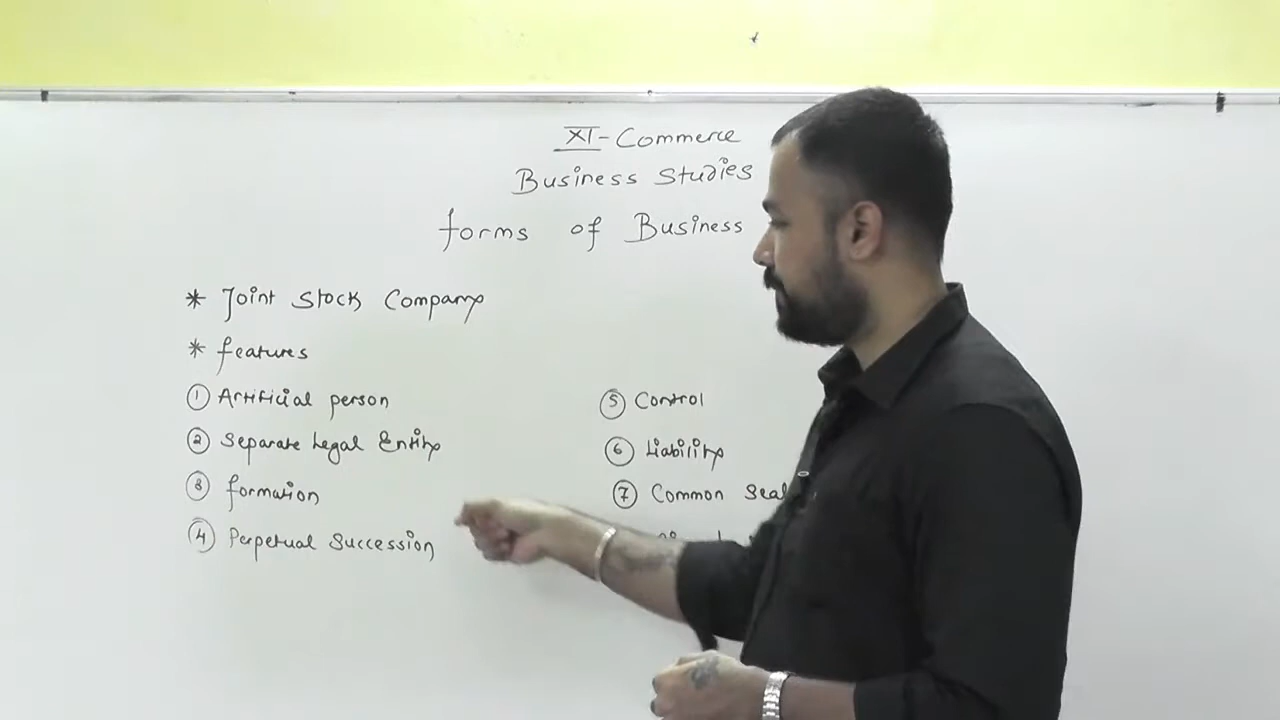 XI-Commerce
Business Studies
forms of Business
* Joint Stock Company
* features
① Artificial person
② Separate Legal Entity
③ formation
④ Perpetual Succession
⑤ Control
⑥ Liability
⑦ Common Seal